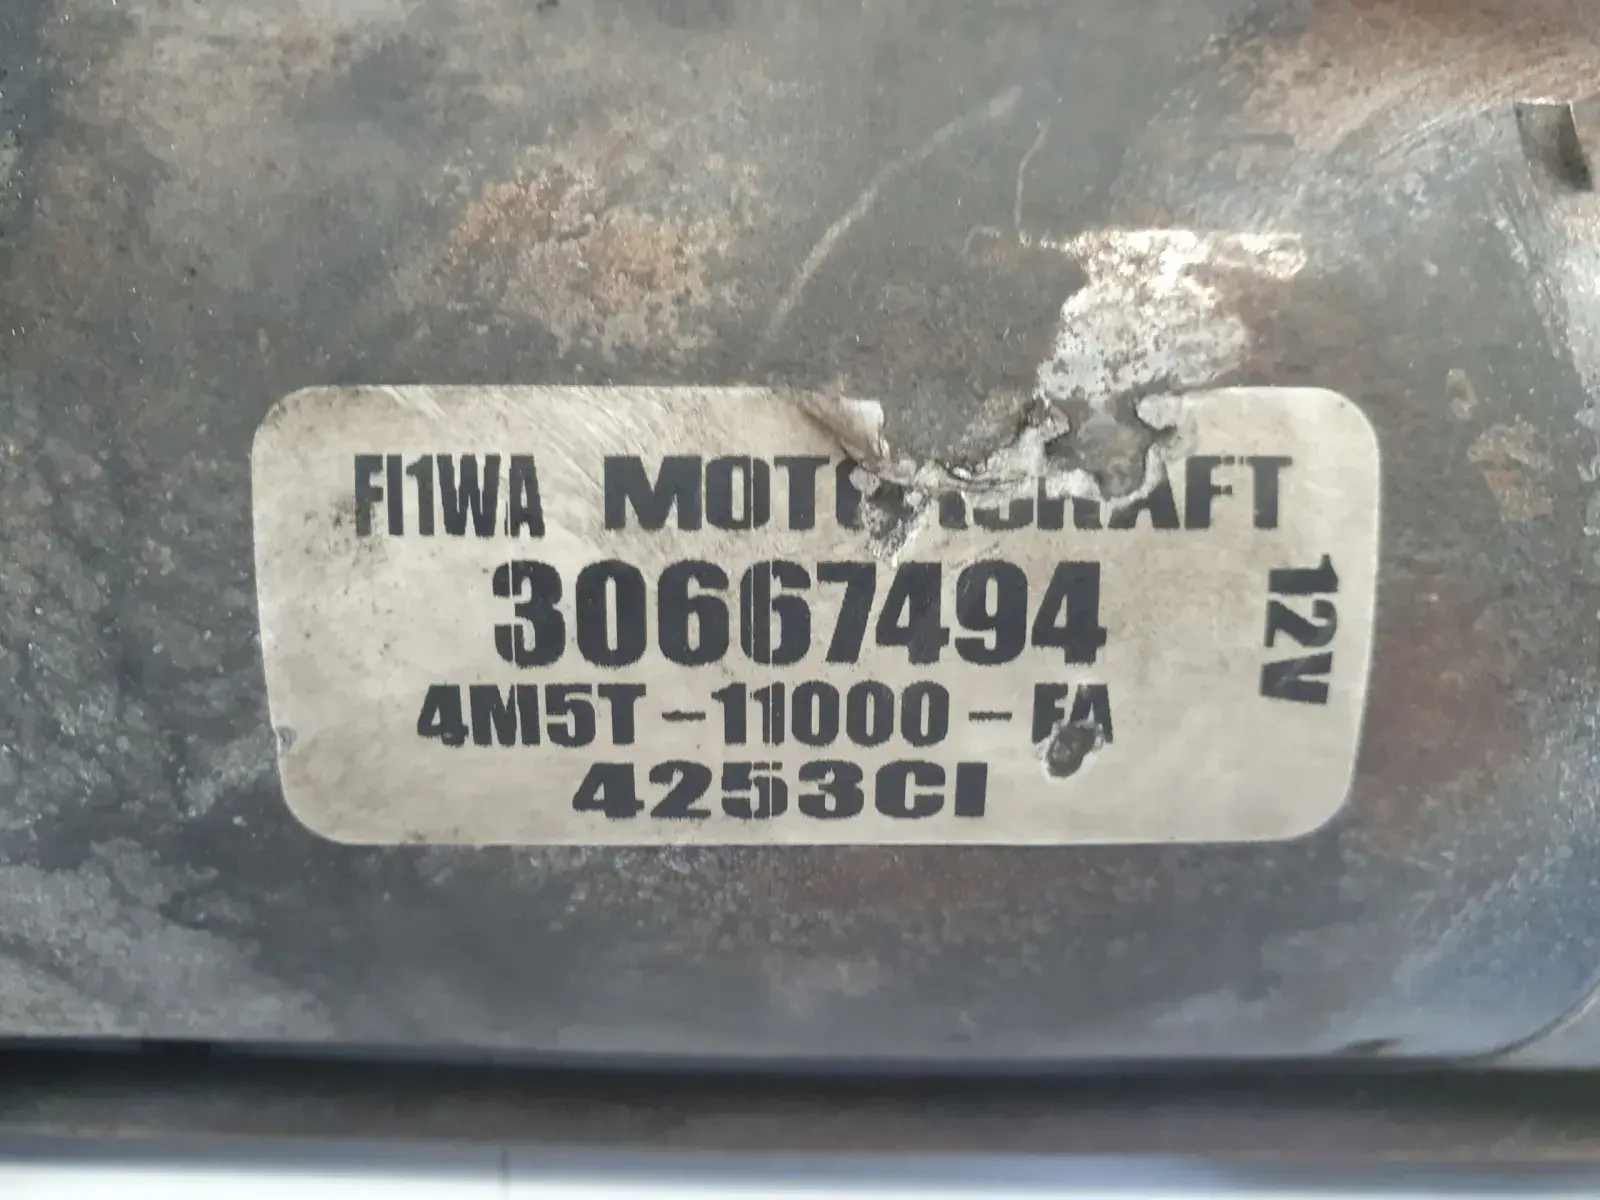 FI1WA MOTORCRAFT
30667494
4M5T-11000-FA
4253CI
12V